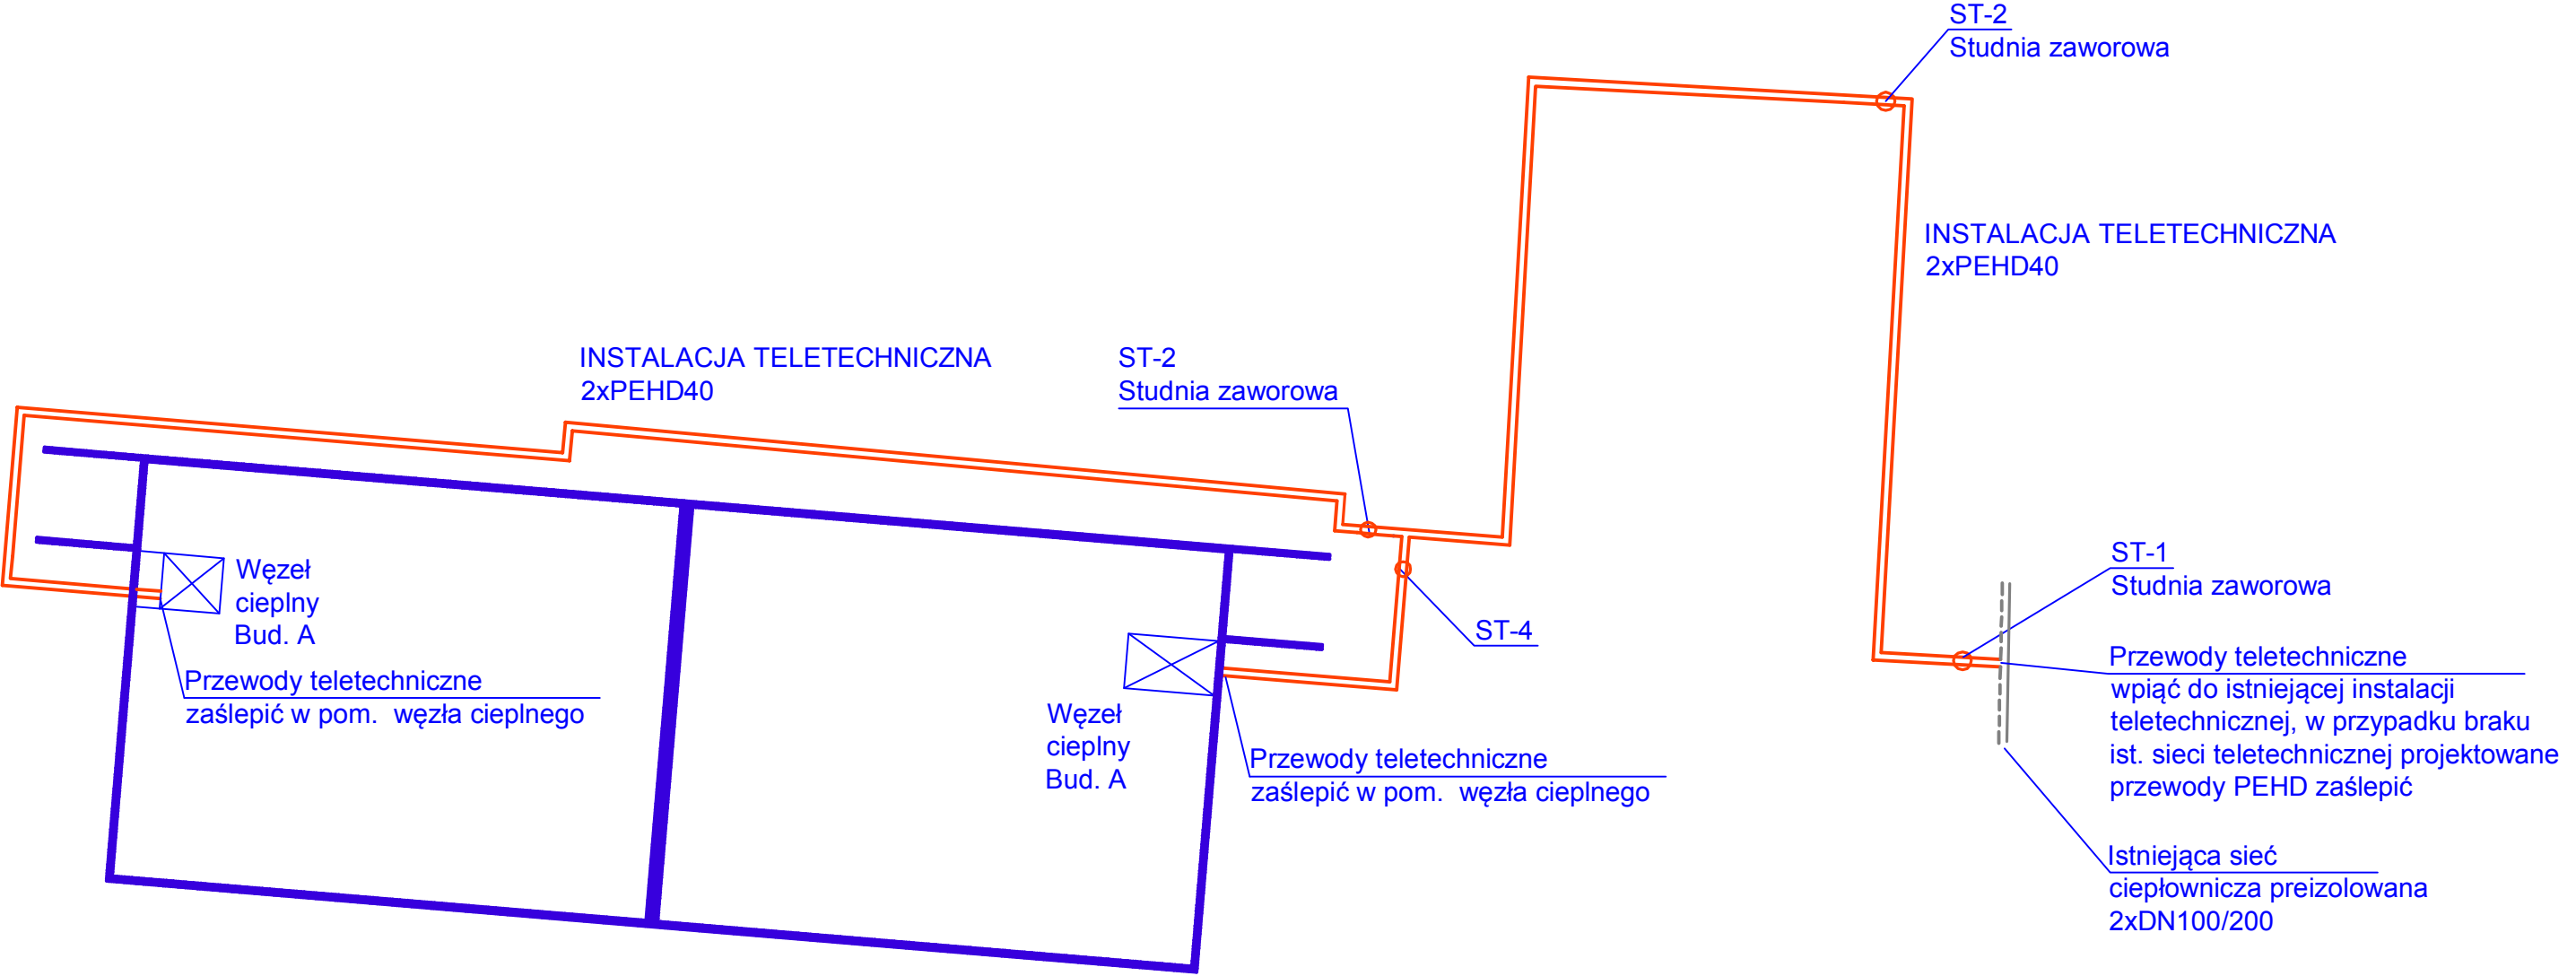 ST-2
Studnia zaworowa
INSTALACJA TELETECHNICZNA
2xPEHD40
INSTALACJA TELETECHNICZNA
2xPEHD40
ST-2
Studnia zaworowa
ST-1
Studnia zaworowa
Węzeł
cieplny
Bud. A
ST-4
Przewody teletechniczne
wpiąć do istniejącej instalacji
teletechnicznej, w przypadku braku
ist. sieci teletechnicznej projektowane
przewody PEHD zaślepić
Przewody teletechniczne
zaślepić w pom. węzła cieplnego
Węzeł
cieplny
Bud. A
Przewody teletechniczne
zaślepić w pom. węzła cieplnego
Istniejąca sieć
ciepłownicza preizolowana
2xDN100/200